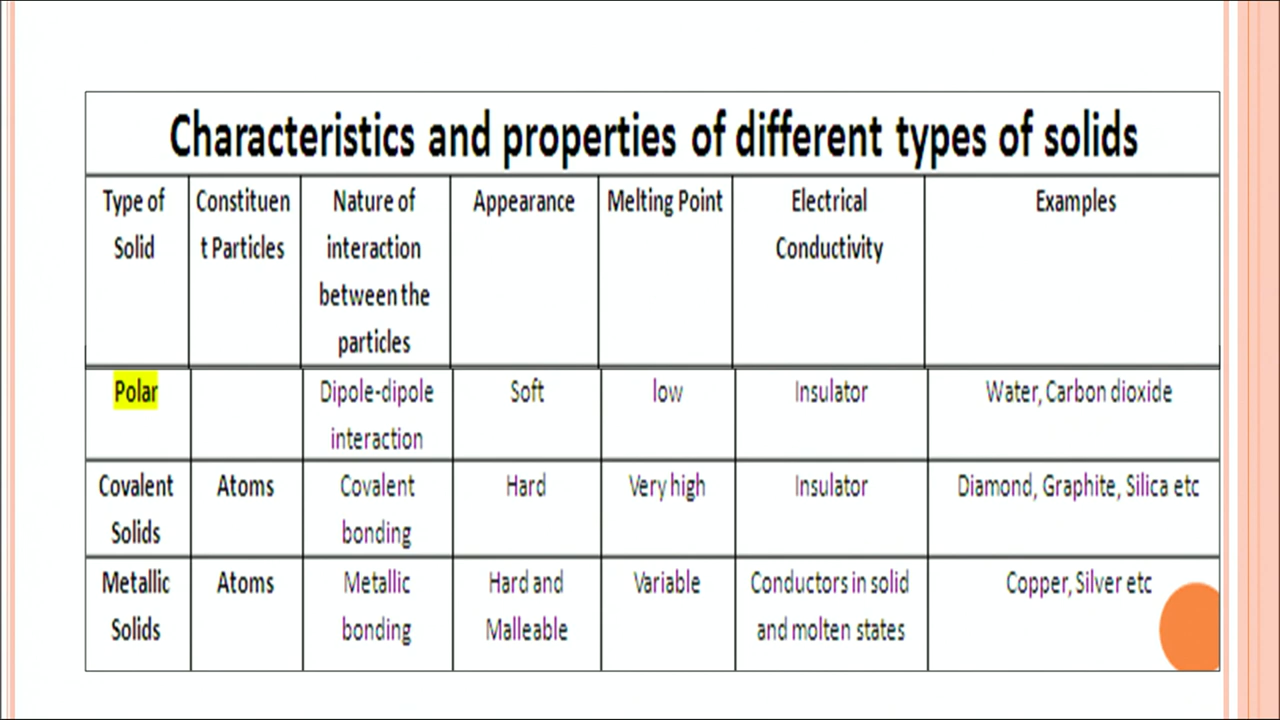 Characteristics and properties of different types of solids
Type of
Solid
Constituen
t Particles
Nature of
interaction
between the
particles
Appearance
Melting Point
Electrical
Conductivity
Examples
Polar
Dipole-dipole
interaction
Soft
low
Insulator
Water, Carbon dioxide
Covalent
Solids
Atoms
Covalent
bonding
Hard
Very high
Insulator
Diamond, Graphite, Silica etc
Metallic
Solids
Atoms
Metallic
bonding
Hard and
Malleable
Variable
Conductors in solid
and molten states
Copper, Silver etc